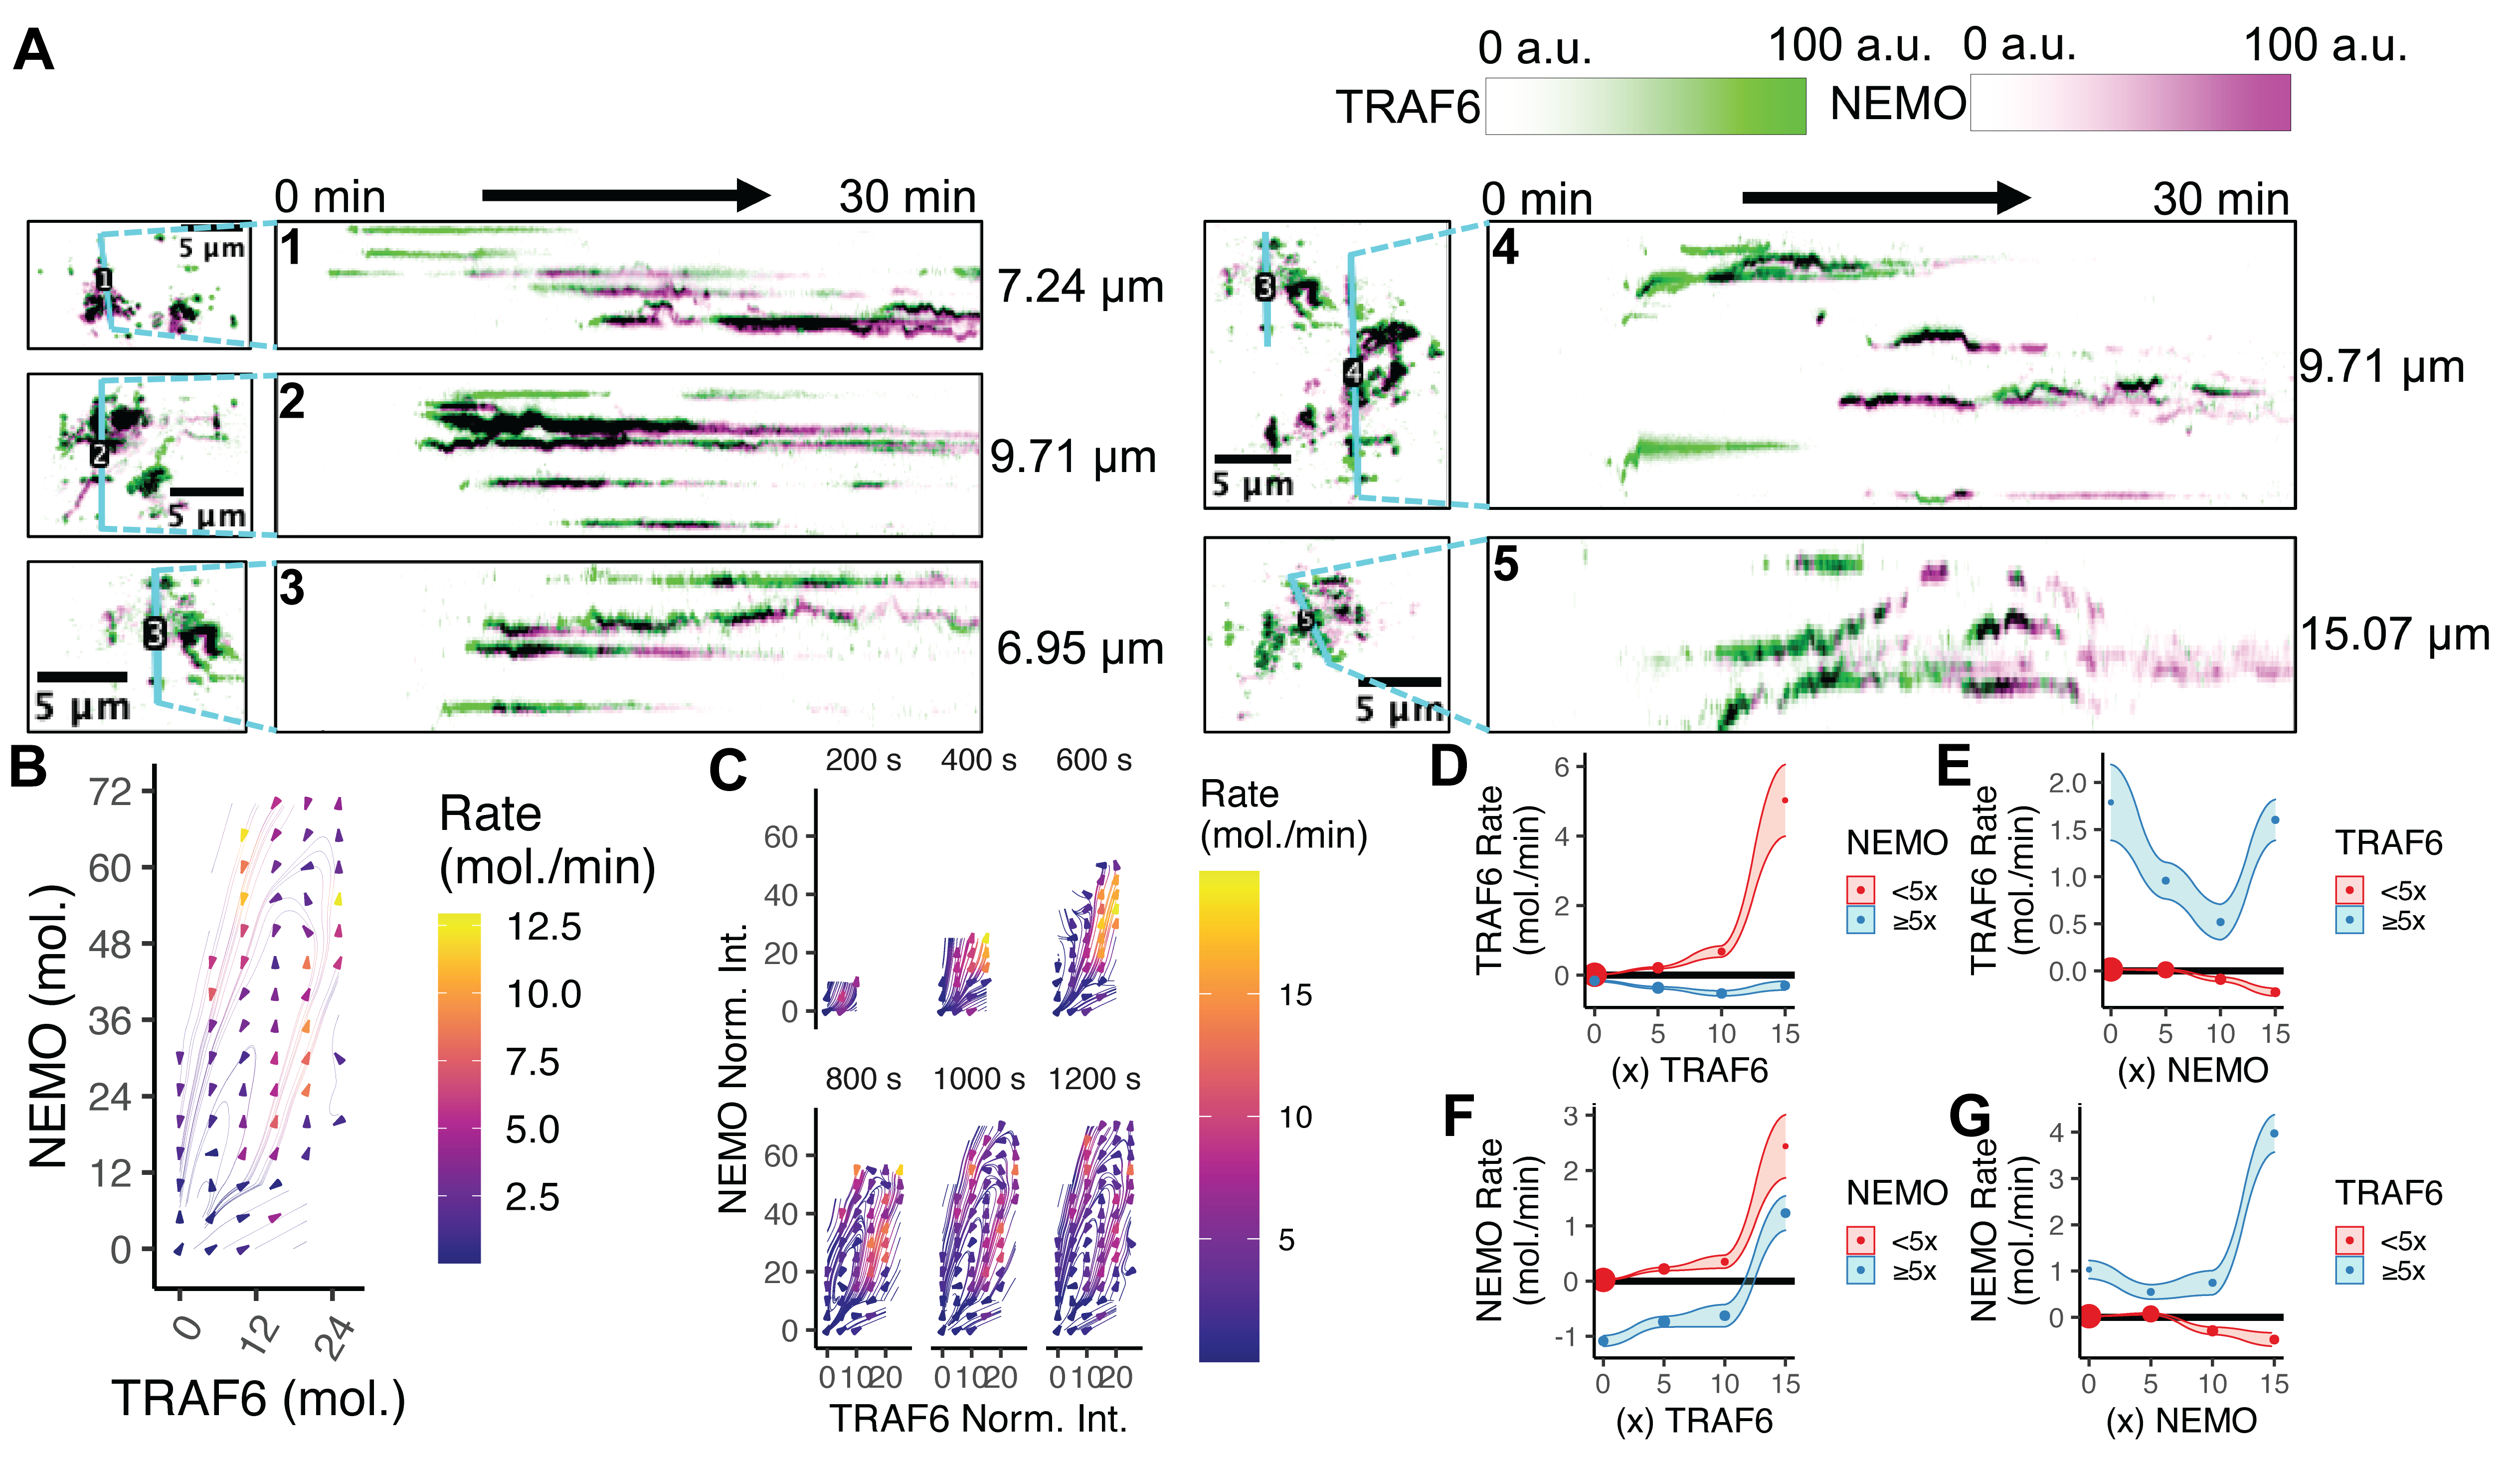 A
0 a.u. 100 a.u. 0 a.u. 100 a.u.
TRAF6 NEMO
0 min 30 min
0 min 30 min
1
5 μm
1
7.24 μm
2
5 μm
2
9.71 μm
3
5 μm
3
6.95 μm
3
4
5 μm
4
9.71 μm
5
5 μm
5
15.07 μm
B
72
60
48
36
24
12
0
NEMO (mol.)
0 12 24
TRAF6 (mol.)
Rate
(mol./min)
12.5
10.0
7.5
5.0
2.5
C
200 s 400 s 600 s
60
40
20
0
800 s 1000 s 1200 s
60
40
20
0
NEMO Norm. Int.
0 10 20 0 10 20 0 10 20
TRAF6 Norm. Int.
Rate
(mol./min)
15
10
5
D
6
4
2
0
TRAF6 Rate
(mol./min)
0 5 10 15
(x) TRAF6
NEMO
<5x
≥5x
E
2.0
1.5
1.0
0.5
0.0
TRAF6 Rate
(mol./min)
0 5 10 15
(x) NEMO
TRAF6
<5x
≥5x
F
3
2
1
0
-1
NEMO Rate
(mol./min)
0 5 10 15
(x) TRAF6
NEMO
<5x
≥5x
G
4
3
2
1
0
NEMO Rate
(mol./min)
0 5 10 15
(x) NEMO
TRAF6
<5x
≥5x